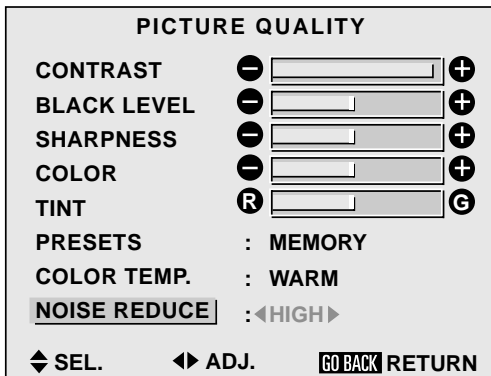 PICTURE QUALITY
CONTRAST
BLACK LEVEL
SHARPNESS
COLOR
TINT R G
PRESETS : MEMORY
COLOR TEMP. : WARM
NOISE REDUCE : HIGH
SEL. ADJ. GO BACK RETURN